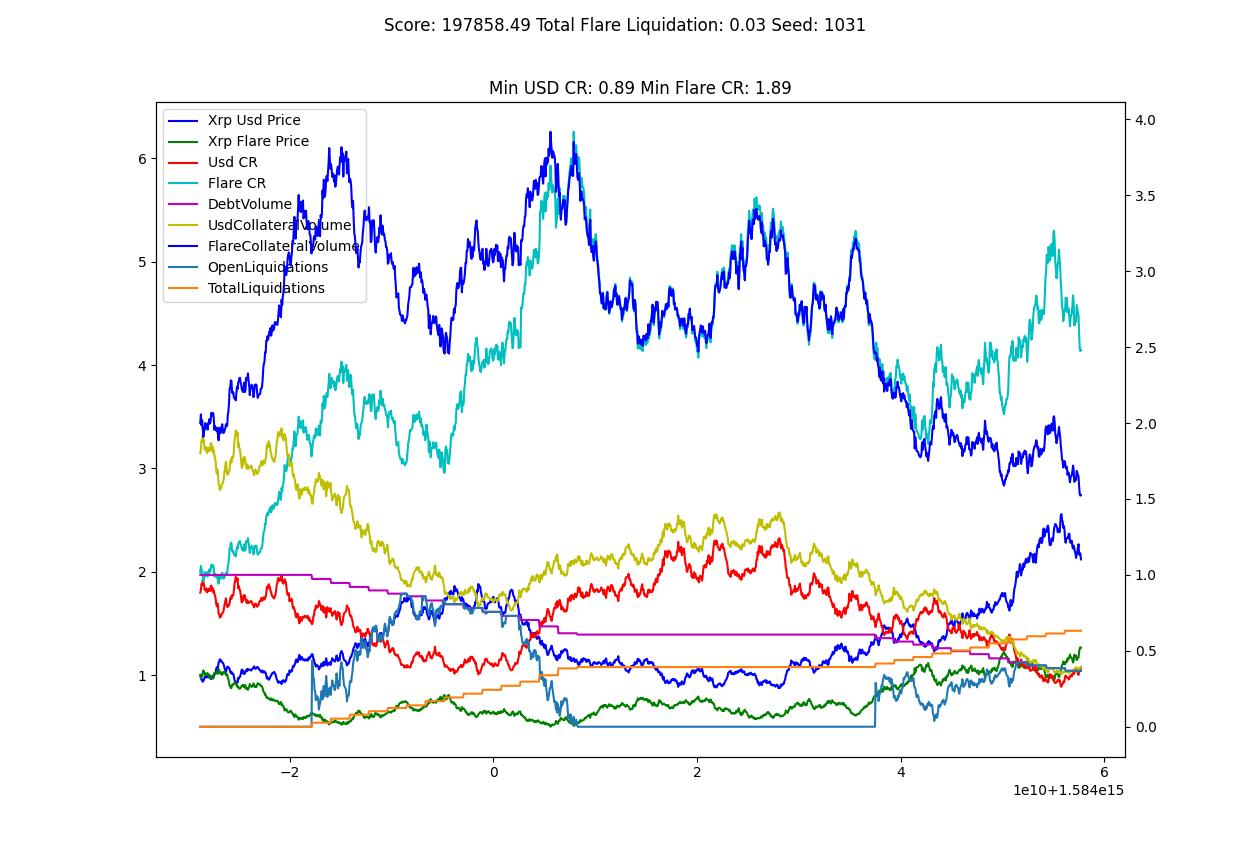 Score: 197858.49 Total Flare Liquidation: 0.03 Seed: 1031
Min USD CR: 0.89 Min Flare CR: 1.89
Xrp Usd Price
Xrp Flare Price
Usd CR
Flare CR
DebtVolume
UsdCollateralVolume
FlareCollateralVolume
OpenLiquidations
TotalLiquidations
6
5
4
3
2
1
4.0
3.5
3.0
2.5
2.0
1.5
1.0
0.5
0.0
−2
0
2
4
6
1e10+1.584e15